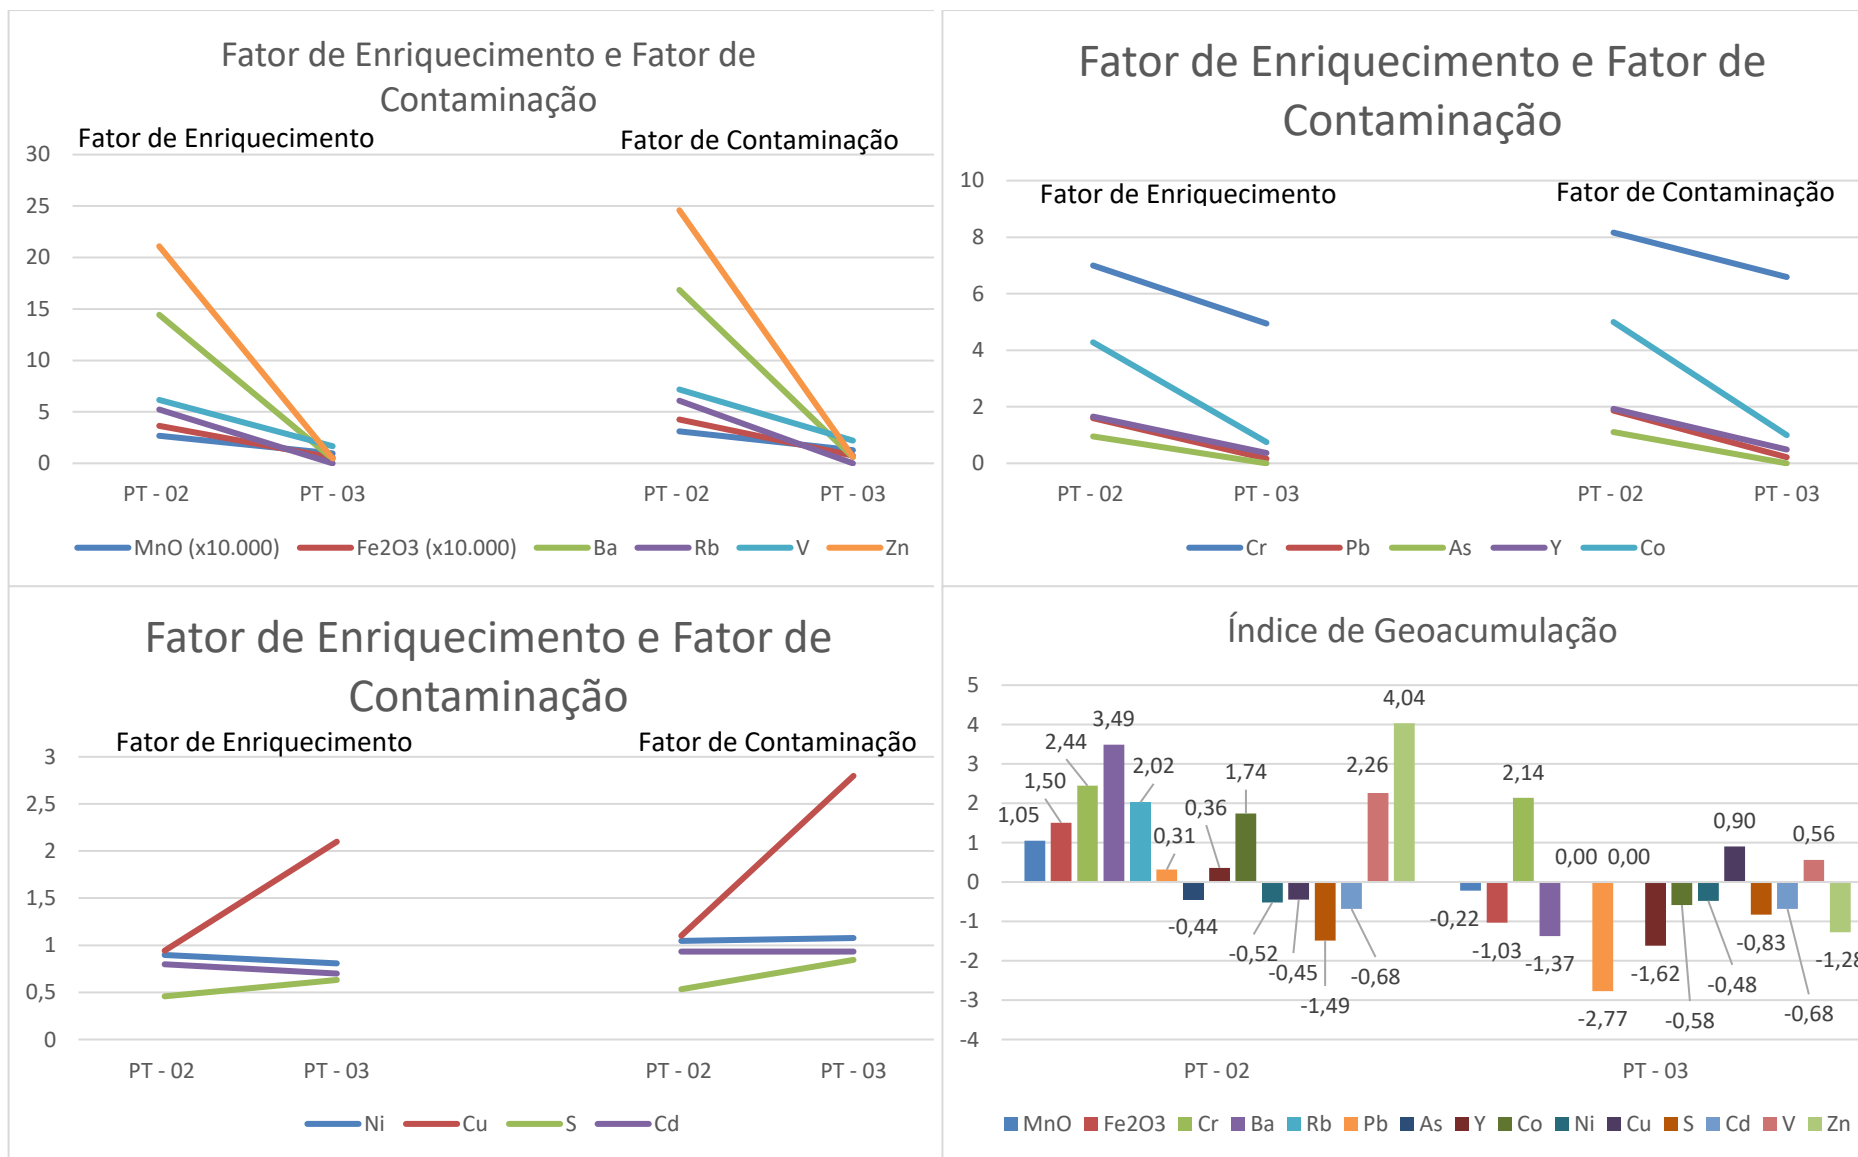 Fator de Enriquecimento e Fator de
Contaminação
Fator de Enriquecimento
Fator de Contaminação
30
25
20
15
10
5
0
PT - 02
PT - 03
PT - 02
PT - 03
MnO (x10.000) Fe2O3 (x10.000) Ba Rb V Zn
Fator de Enriquecimento e Fator de
Contaminação
Fator de Enriquecimento
Fator de Contaminação
10
8
6
4
2
0
PT - 02
PT - 03
PT - 02
PT - 03
Cr Pb As Y Co
Fator de Enriquecimento e Fator de
Contaminação
Fator de Enriquecimento
Fator de Contaminação
3
2,5
2
1,5
1
0,5
0
PT - 02
PT - 03
PT - 02
PT - 03
Ni Cu S Cd
Índice de Geoacumulação
5
4
3
2
1
0
-1
-2
-3
-4
1,05
1,50
2,44
3,49
2,02
0,31
-0,44
0,36
1,74
-0,52
-0,45
-1,49
-0,68
2,26
4,04
-0,22
-1,03
2,14
-1,37
0,00
-2,77
0,00
-1,62
-0,58
-0,48
0,90
-0,83
-0,68
0,56
-1,28
PT - 02
PT - 03
MnO Fe2O3 Cr Ba Rb Pb As Y Co Ni Cu S Cd V Zn